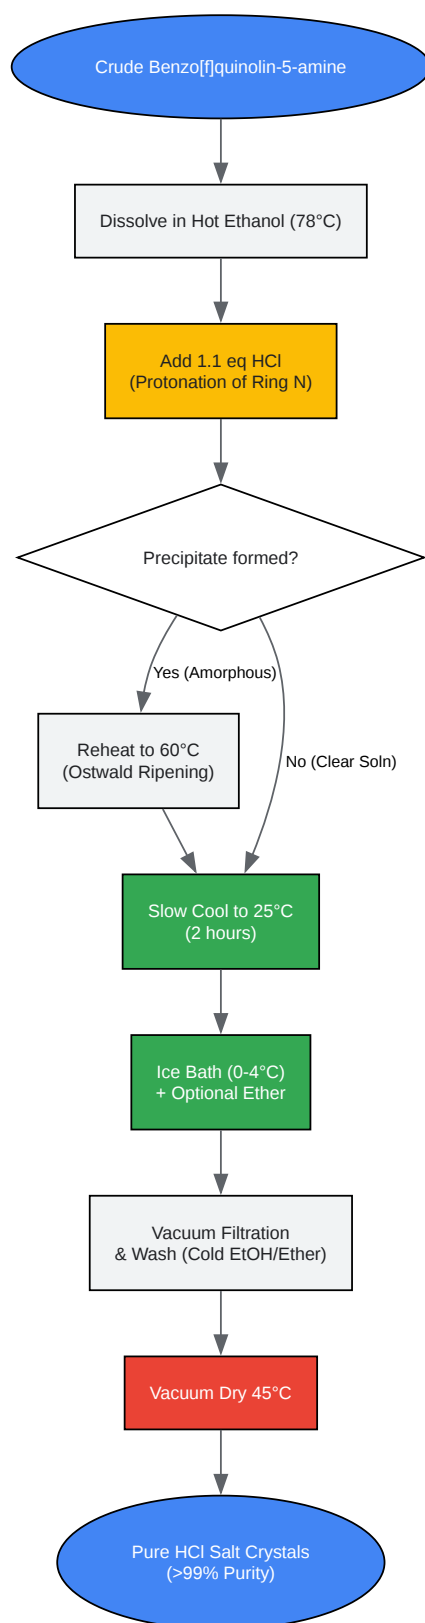 Crude Benzo[f]quinolin-5-amine
Dissolve in Hot Ethanol (78°C)
Add 1.1 eq HCl
(Protonation of Ring N)
Precipitate formed?
Yes (Amorphous)
Reheat to 60°C
(Ostwald Ripening)
No (Clear Soln)
Slow Cool to 25°C
(2 hours)
Ice Bath (0-4°C)
+ Optional Ether
Vacuum Filtration
& Wash (Cold EtOH/Ether)
Vacuum Dry 45°C
Pure HCl Salt Crystals
(>99% Purity)